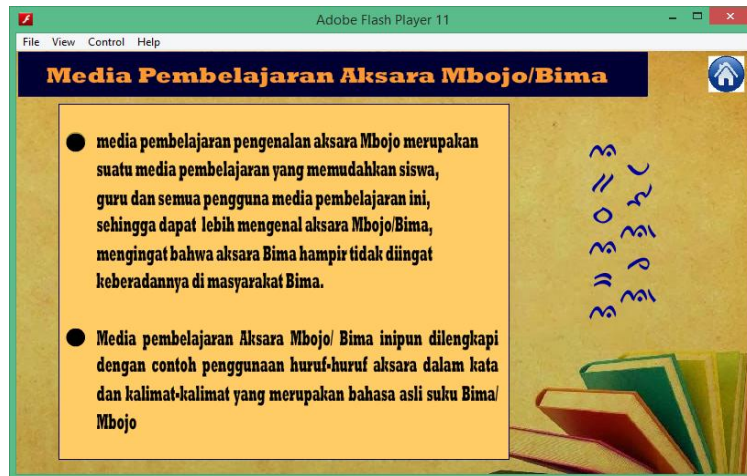 Adobe Flash Player 11
File View Control Help
Media Pembelajaran Aksara Mbojo/Bima
media pembelajaran pengenalan aksara Mbojo merupakan
suatu media pembelajaran yang memudahkan siswa,
guru dan semua pengguna media pembelajaran ini,
sehingga dapat lebih mengenal aksara Mbojo/Bima,
mengingat bahwa aksara Bima hampir tidak diingat
keberadannya di masyarakat Bima.
Media pembelajaran Aksara Mbojo/ Bima inipun dilengkapi
dengan contoh penggunaan huruf-huruf aksara dalam kata
dan kalimat-kalimat yang merupakan bahasa asli suku Bima/
Mbojo